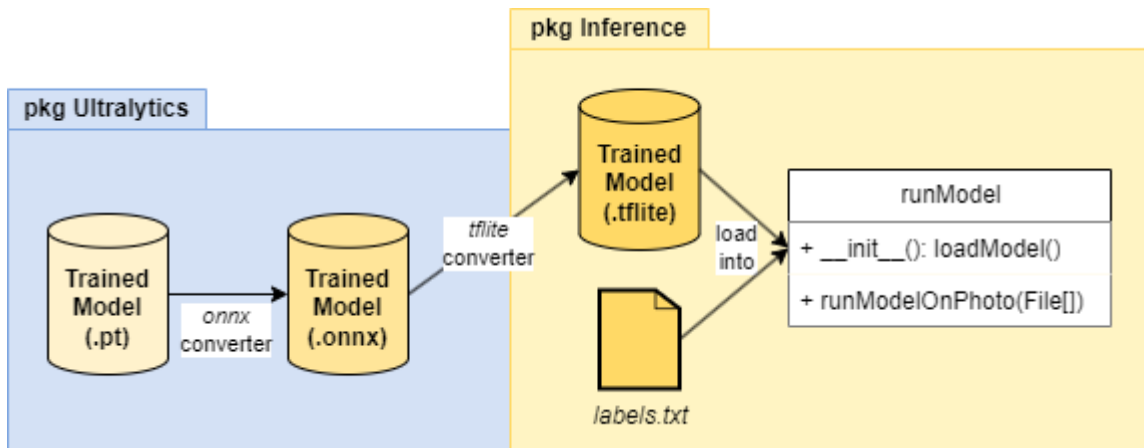 pkg Ultralytics
Trained
Model
(.pt)
onnx
converter
Trained
Model
(.onnx)
tflite
converter
pkg Inference
Trained
Model
(.tflite)
load
into
labels.txt
runModel
+ __init__(): loadModel()
+ runModelOnPhoto(File[])